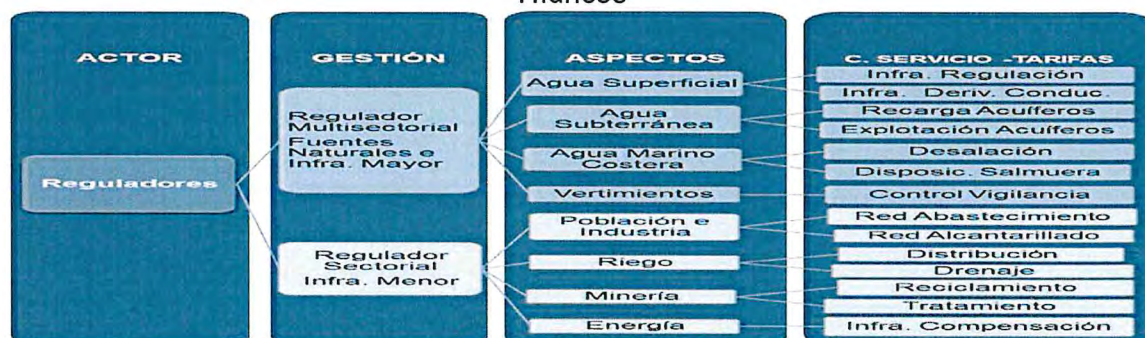 ACTOR
Reguladores
GESTIÓN
Regulador
Multisectorial
Fuentes
Naturales e
Infra. Mayor
Regulador
Sectorial
Infra. Menor
ASPECTOS
Agua Superficial
Agua
Subterránea
Agua Marino
Costera
Vertimientos
Población e
Industria
Riego
Minería
Energía
C. SERVICIO -TARIFAS
Infra. Regulación
Infra. Deriv. Conduc.
Recarga Acuíferos
Explotación Acuíferos
Desalación
Disposic. Salmuera
Control Vigilancia
Red Abastecimiento
Red Alcantarillado
Distribución
Drenaje
Reciclamiento
Tratamiento
Infra. Compensación